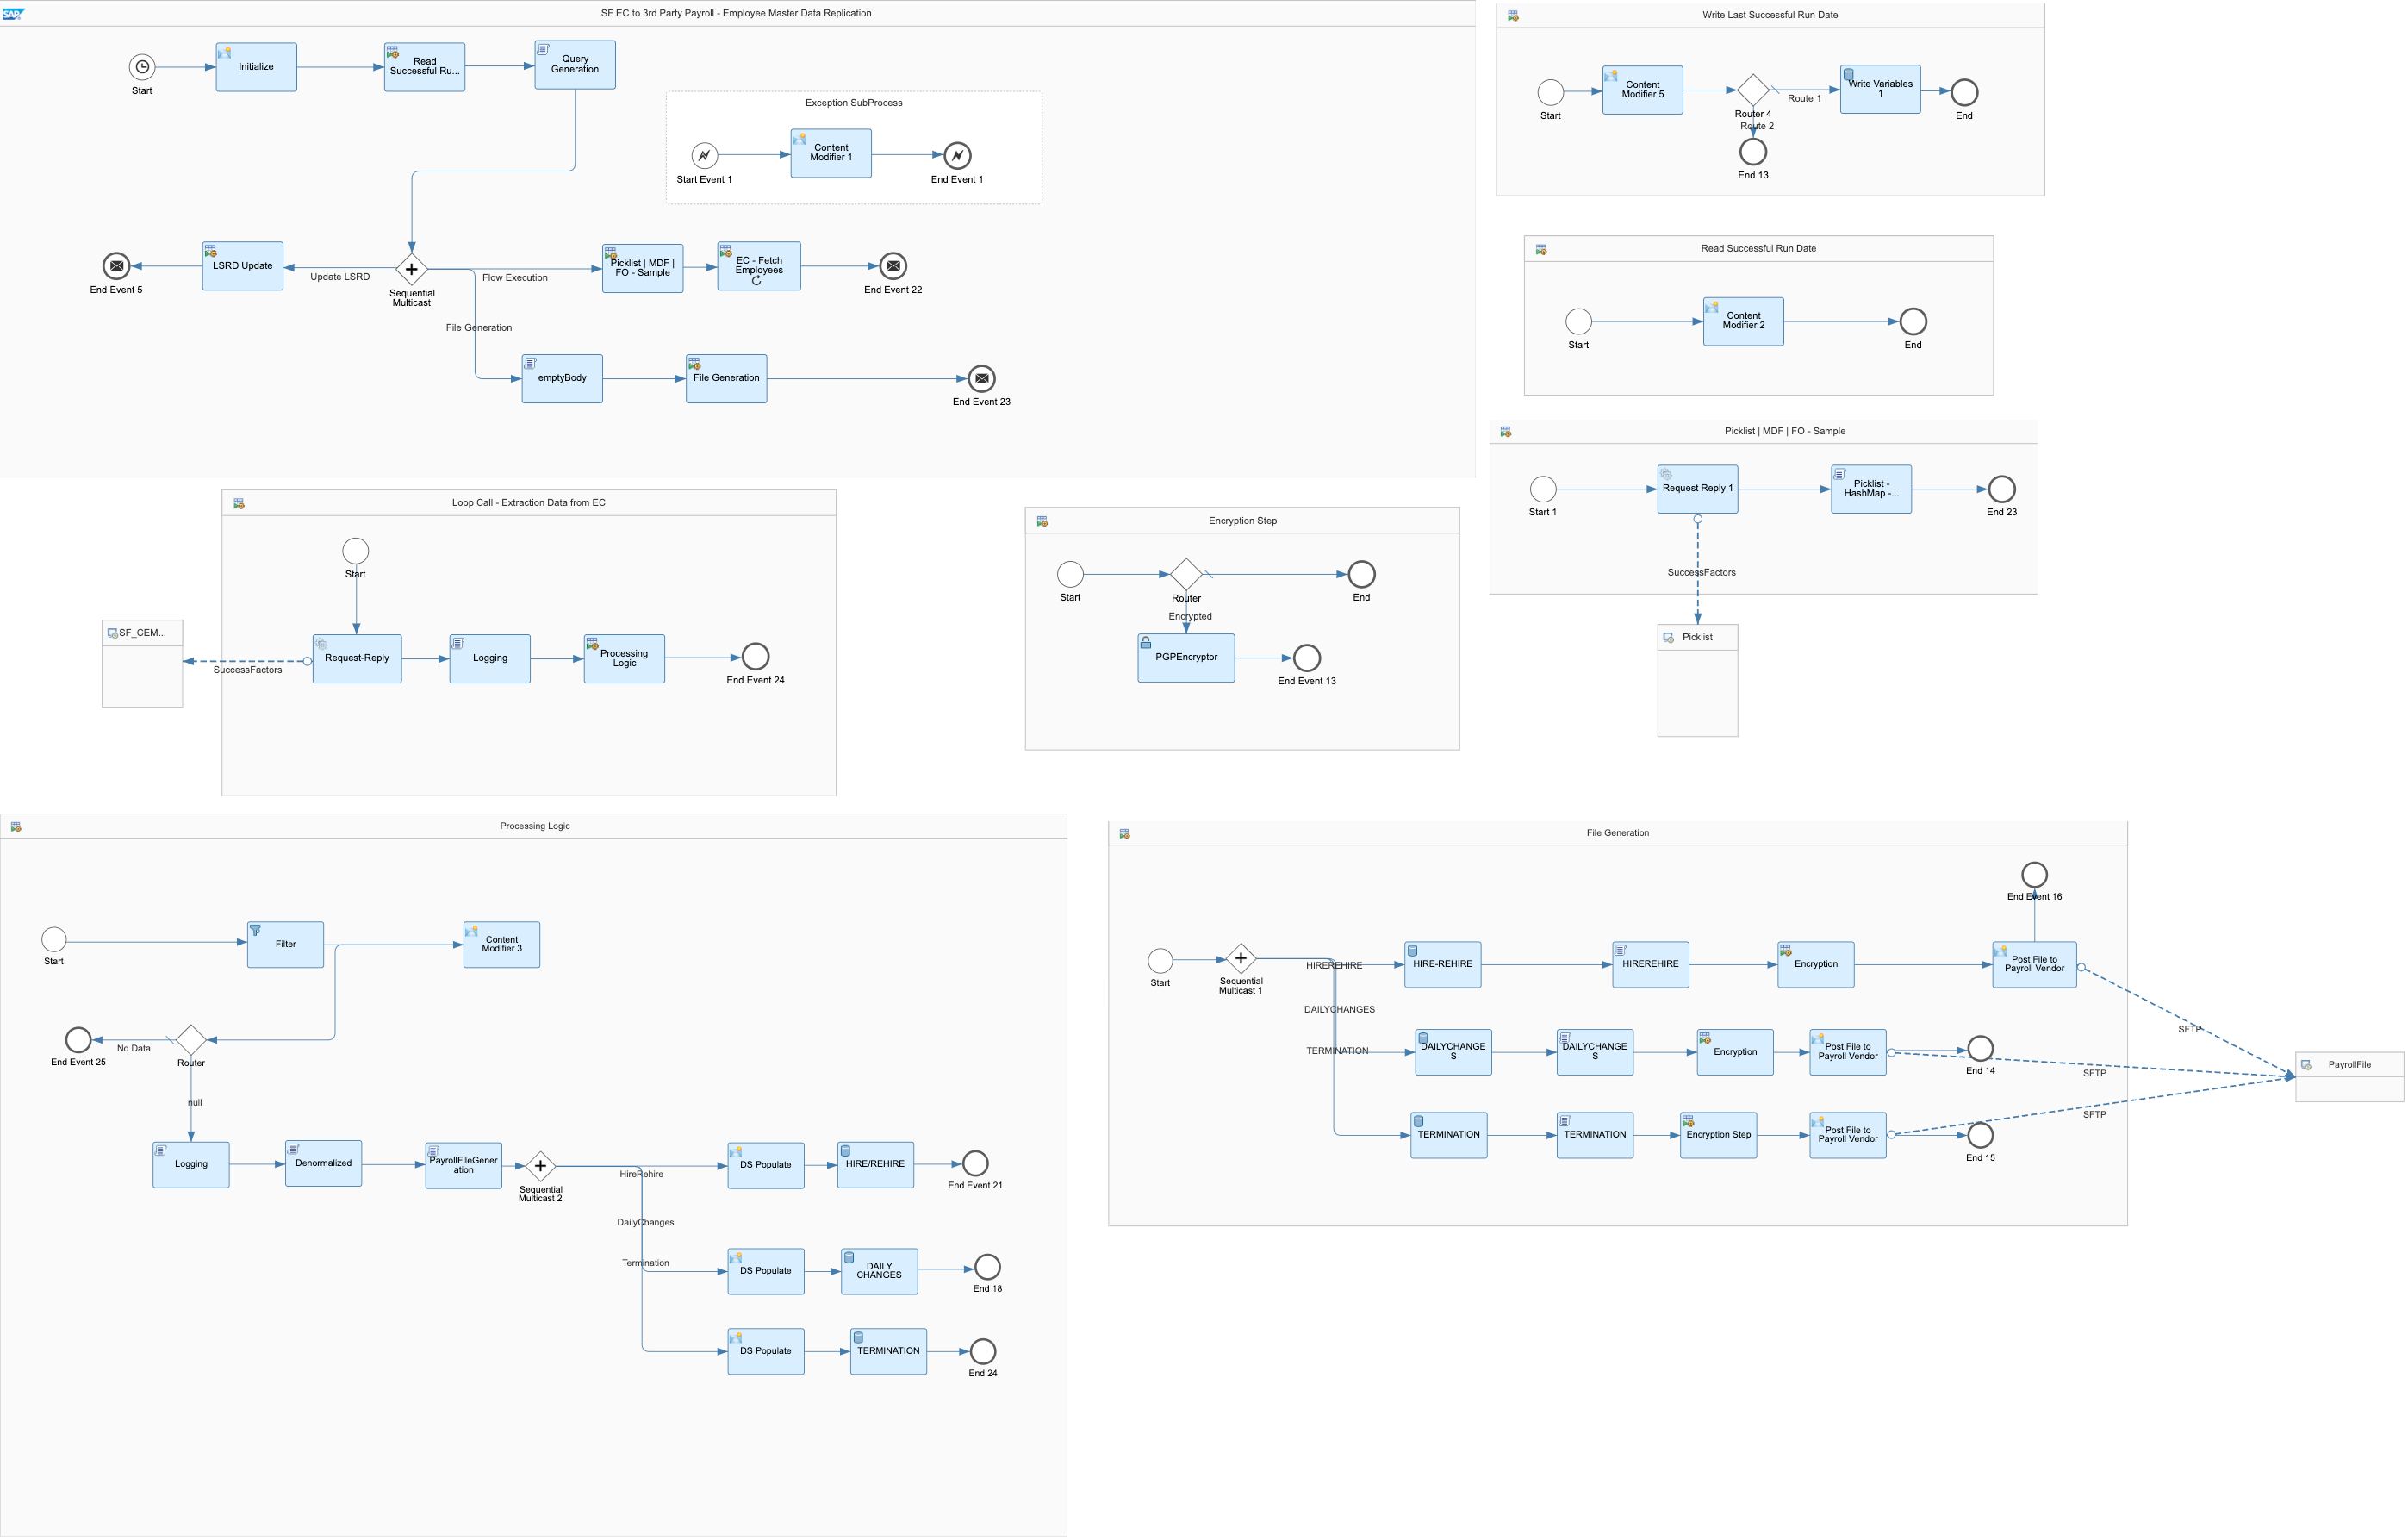 SAP
SF EC to 3rd Party Payroll - Employee Master Data Replication
Start
Initialize
Read
Successful Ru...
Query
Generation
Exception SubProcess
Start Event 1
Content
Modifier 1
End Event 1
End Event 5
LSRD Update
Update LSRD
Sequential
Multicast
Flow Execution
Picklist | MDF |
FO - Sample
EC - Fetch
Employees
End Event 22
File Generation
emptyBody
File Generation
End Event 23
Write Last Successful Run Date
Start
Content
Modifier 5
Router 4
Route 1
Route 2
Write Variables
1
End
End 13
Read Successful Run Date
Start
Content
Modifier 2
End
Picklist | MDF | FO - Sample
Start 1
Request Reply 1
Picklist -
HashMap -...
End 23
SuccessFactors
Picklist
Loop Call - Extraction Data from EC
Start
SF_CEM...
SuccessFactors
Request-Reply
Logging
Processing
Logic
End Event 24
Encryption Step
Start
Router
End
Encrypted
PGPEncryptor
End Event 13
Processing Logic
Start
Filter
Content
Modifier 3
End Event 25
No Data
Router
null
Logging
Denormalized
PayrollFileGener
ation
Sequential
Multicast 2
HireRehire
DS Populate
HIRE/REHIRE
End Event 21
DailyChanges
Termination
DS Populate
DAILY
CHANGES
End 18
DS Populate
TERMINATION
End 24
File Generation
End Event 16
Start
Sequential
Multicast 1
HIREREHIRE
HIRE-REHIRE
HIREREHIRE
Encryption
Post File to
Payroll Vendor
DAILYCHANGES
SFTP
TERMINATION
DAILYCHANGE
S
DAILYCHANGE
S
Encryption
Post File to
Payroll Vendor
End 14
SFTP
PayrollFile
TERMINATION
TERMINATION
Encryption Step
Post File to
Payroll Vendor
End 15
SFTP